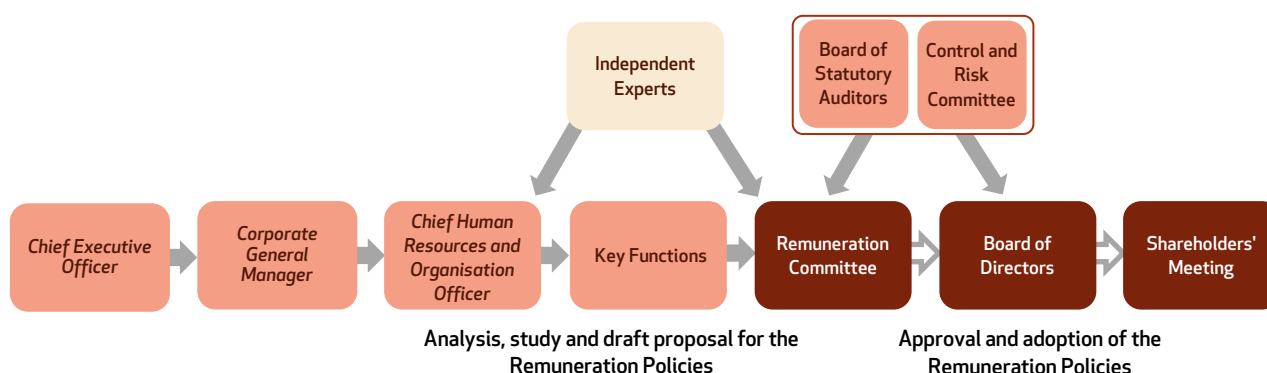 Independent
Experts
Board of
Statutory
Auditors
Control and
Risk
Committee
Chief Executive
Officer
Corporate
General
Manager
Chief Human
Resources and
Organisation
Officer
Key Functions
Remuneration
Committee
Board of
Directors
Shareholders'
Meeting
Analysis, study and draft proposal for the
Remuneration Policies
Approval and adoption of the
Remuneration Policies